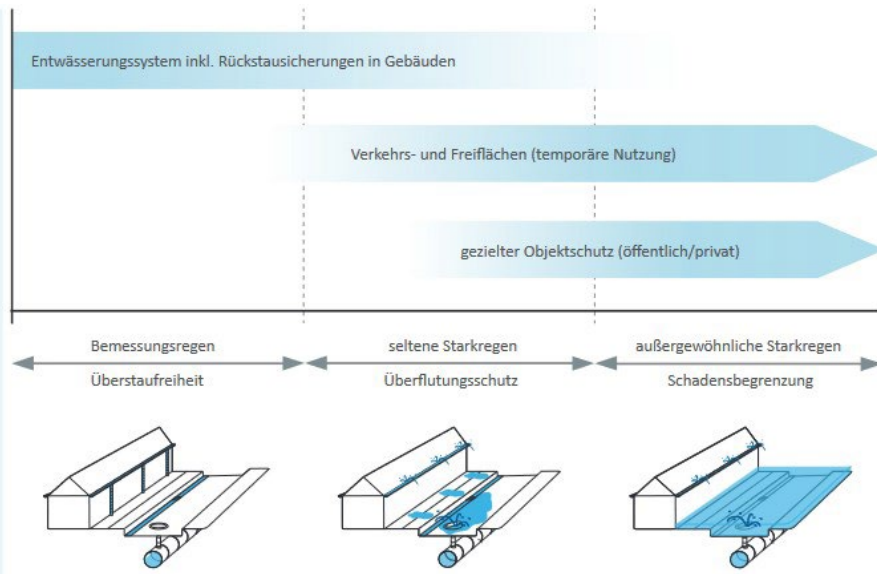 Entwässerungssystem inkl. Rückstausicherungen in Gebäuden
Verkehrs- und Freiflächen (temporäre Nutzung)
gezielter Objektschutz (öffentlich/privat)
Bemessungsregen
seltene Starkregen
außergewöhnliche Starkregen
Überstaufreiheit
Überflutungsschutz
Schadensbegrenzung